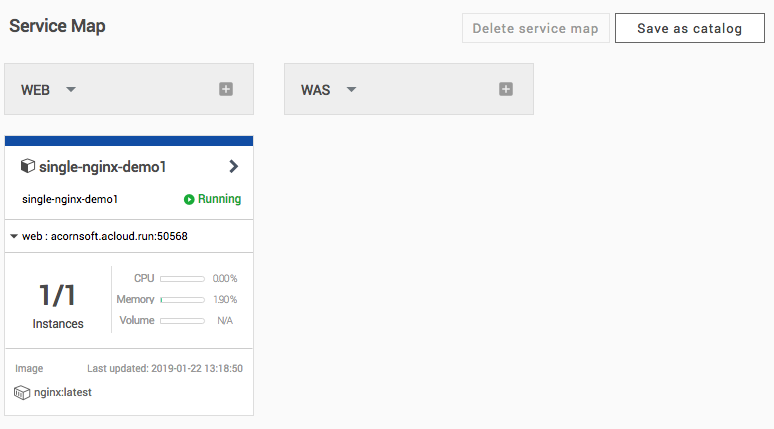 Service Map
Delete service map
Save as catalog
WEB
WAS
single-nginx-demo1
single-nginx-demo1
Running
web : acornsoft.acloud.run:50568
1/1
Instances
CPU 0.00%
Memory 1.90%
Volume N/A
Image
Last updated: 2019-01-22 13:18:50
nginx:latest